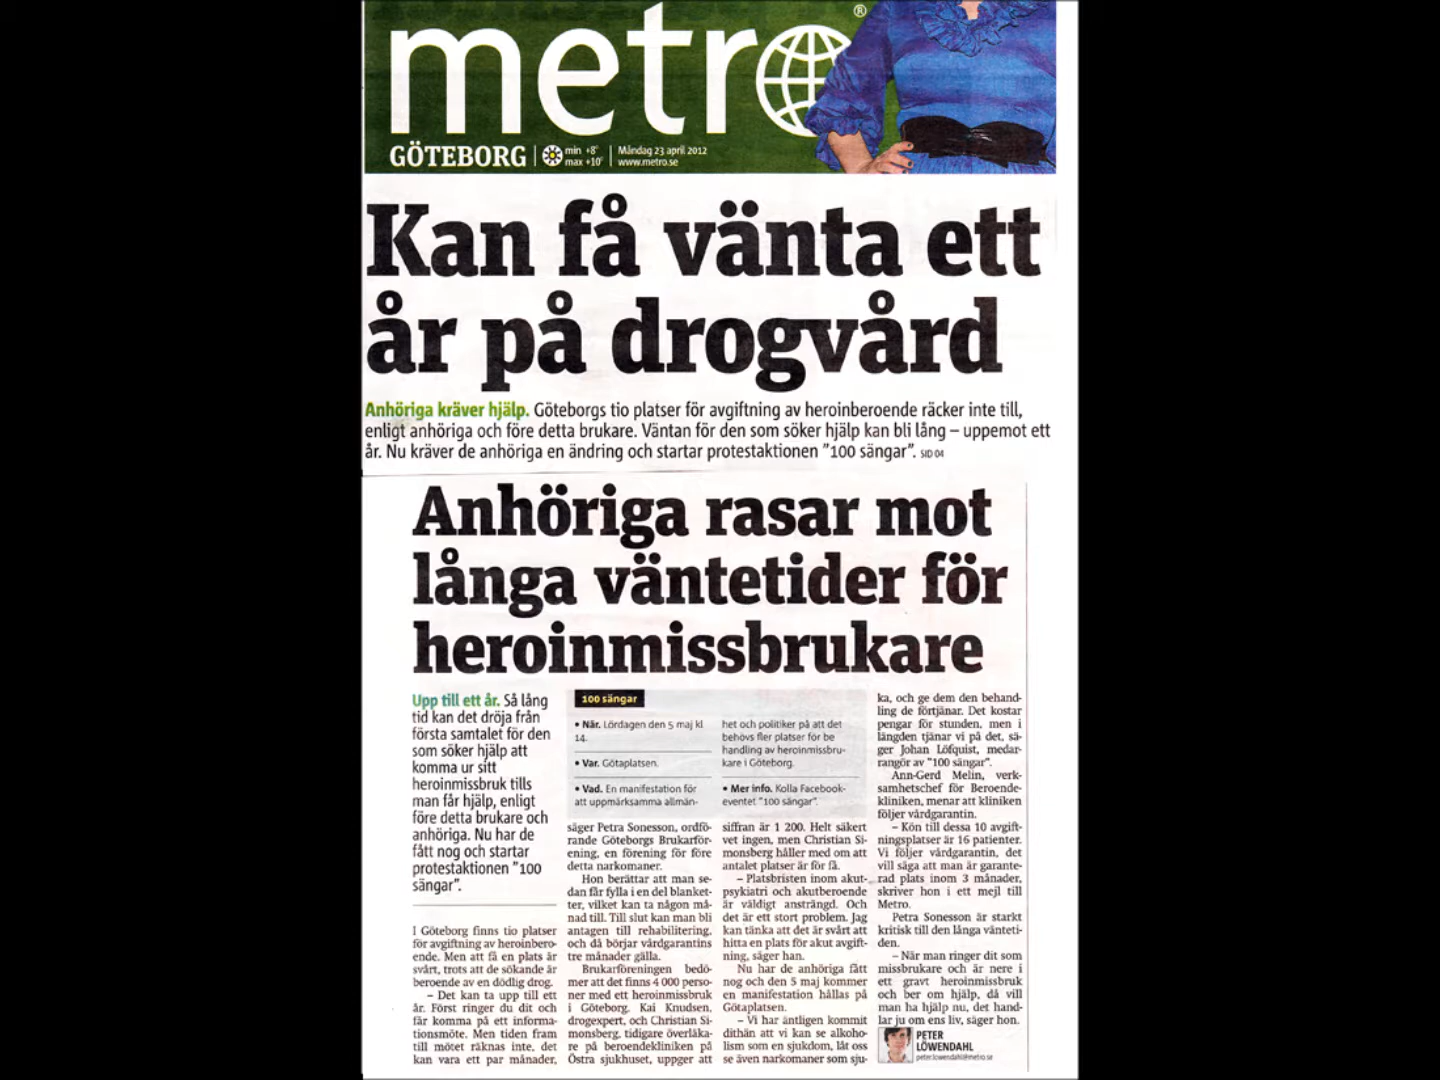 metro®
GÖTEBORG
min +8°
max +10°
Måndag 23 april 2012
www.metro.se
Kan få vänta ett
år på drogvård
Anhöriga kräver hjälp. Göteborgs tio platser för avgiftning av heroinberoende räcker inte till,
enligt anhöriga och före detta brukare. Väntan för den som söker hjälp kan bli lång – uppemot ett
år. Nu kräver de anhöriga en ändring och startar protestaktionen "100 sängar". SID 04
Anhöriga rasar mot
långa väntetider för
heroinmissbrukare
Upp till ett år. Så lång
tid kan det dröja från
första samtalet för den
som söker hjälp att
komma ur sitt
heroinmissbruk tills
man får hjälp, enligt
före detta brukare och
anhöriga. Nu har de
fått nog och startar
protestaktionen "100
sängar".
I Göteborg finns tio platser
för avgiftning av heroinbero-
ende. Men att få en plats är
svårt, trots att de sökande är
beroende av en dödlig drog.
– Det kan ta upp till ett
år. Först ringer du dit och
får komma på ett informa-
tionsmöte. Men tiden fram
till mötet räknas inte, det
kan vara ett par månader,
100 sängar
• När. Lördagen den 5 maj kl
14.
• Var. Götaplatsen.
• Vad. En manifestation för
att uppmärksamma allmän-
het och politiker på att det
behövs fler platser för be
handling av heroinmissbru-
kare i Göteborg.
• Mer info. Kolla Facebook-
eventet "100 sängar".
säger Petra Sonesson, ordfö-
rande Göteborgs Brukarför-
ening, en förening för före
detta narkomaner.
Hon berättar att man se-
dan får fylla i en del blanket-
ter, vilket kan ta någon må-
nad till. Till slut kan man bli
antagen till rehabilitering,
och då börjar vårdgarantins
tre månader gälla.
Brukarföreningen bedö-
mer att det finns 4 000 perso-
ner med ett heroinmissbruk
i Göteborg. Kai Knudsen,
drogexpert, och Christian Si-
monsberg, tidigare överläka-
re på beroendekliniken på
Östra sjukhuset, uppger att
siffran är 1 200. Helt säkert
vet ingen, men Christian Si-
monsberg håller med om att
antalet platser är för få.
– Platsbristen inom akut-
psykiatri och akutberoende
är väldigt ansträngd. Och
det är ett stort problem. Jag
kan tänka att det är svårt att
hitta en plats för akut avgift-
ning, säger han.
Nu har de anhöriga fått
nog och den 5 maj kommer
en manifestation hållas på
Götaplatsen.
– Vi har äntligen kommit
dithän att vi kan se alkoho-
lism som en sjukdom, låt oss
se även narkomaner som sju-
ka, och ge dem den behand-
ling de förtjänar. Det kostar
pengar för stunden, men i
längden tjänar vi på det, sä-
ger Johan Löfquist, medar-
rangör av "100 sängar".
Ann-Gerd Melin, verk-
samhetschef för Beroende-
kliniken, menar att kliniken
följer vårdgarantin.
– Kön till dessa 10 avgift-
ningsplatser är 16 patienter.
Vi följer vårdgarantin, det
vill säga att man är garante-
rad plats inom 3 månader,
skriver hon i ett mejl till
Metro.
Petra Sonesson är starkt
kritisk till den långa vänteti-
den.
– När man ringer dit som
missbrukare och är nere i
ett gravt heroinmissbruk
och ber om hjälp, då vill
man ha hjälp nu, det hand-
lar ju om ens liv, säger hon.
PETER
LÖWENDAHL
peter.lowendahl@metro.se